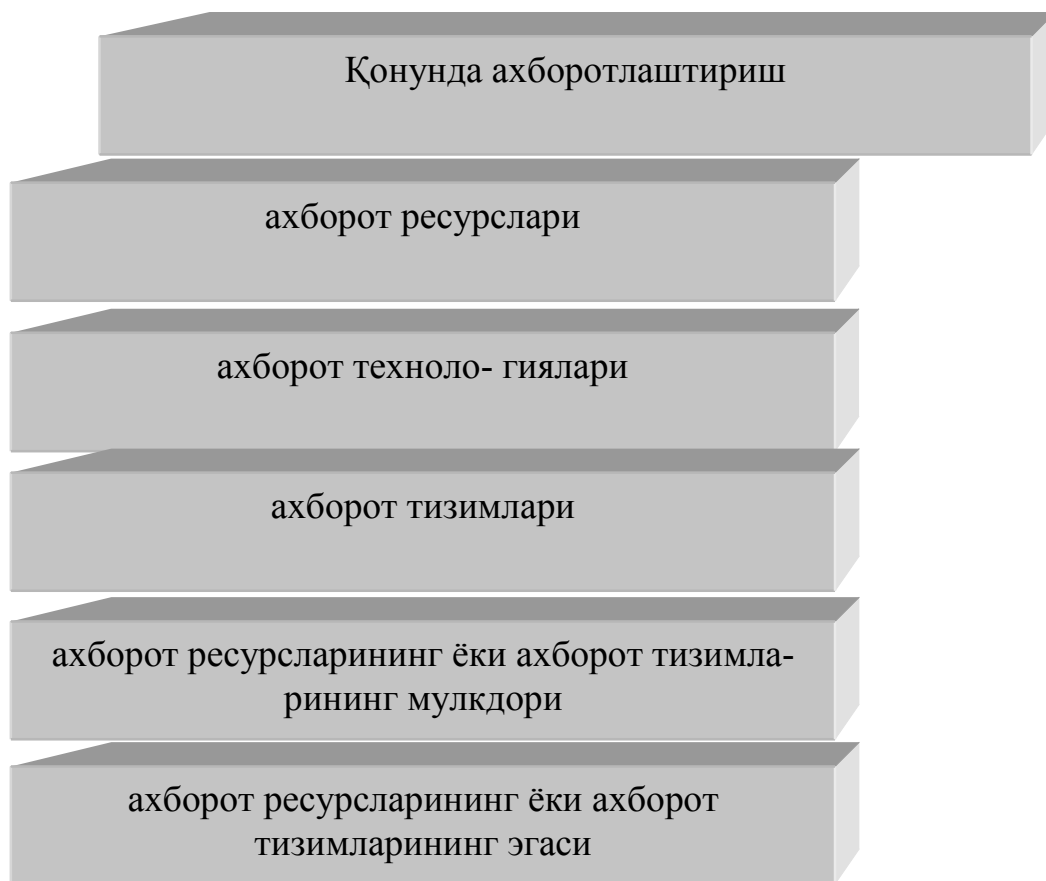 Қонунда ахборотлаштириш
ахборот ресурслари
ахборот техноло- гиялари
ахборот тизимлари
ахборот ресурсларининг ёки ахборот тизимла-
рининг мулкдори
ахборот ресурсларининг ёки ахборот
тизимларининг эгаси